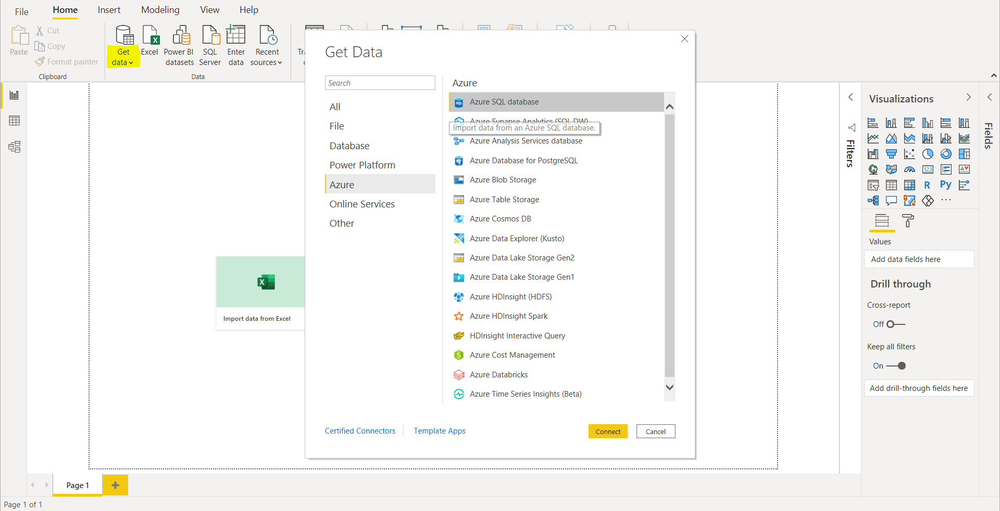 File
Home
Insert
Modeling
View
Help
Paste
Cut
Copy
Format painter
Clipboard
Get
data
Excel
Power BI
datasets
SQL
Server
Enter
data
Recent
sources
Data
Get Data
Search
All
File
Database
Power Platform
Azure
Online Services
Other
Azure
Azure SQL database
Azure Synapse Analytics (SQL DW)
Import data from an Azure SQL database.
Azure Analysis Services database
Azure Database for PostgreSQL
Azure Blob Storage
Azure Table Storage
Azure Cosmos DB
Azure Data Explorer (Kusto)
Azure Data Lake Storage Gen2
Azure Data Lake Storage Gen1
Azure HDInsight (HDFS)
Azure HDInsight Spark
HDInsight Interactive Query
Azure Cost Management
Azure Databricks
Azure Time Series Insights (Beta)
Certified Connectors
Template Apps
Connect
Cancel
Import data from Excel
Filters
Visualizations
123
R
Py
Values
Add data fields here
Drill through
Cross-report
Off
Keep all filters
On
Add drill-through fields here
Fields
Page 1
Page 1 of 1